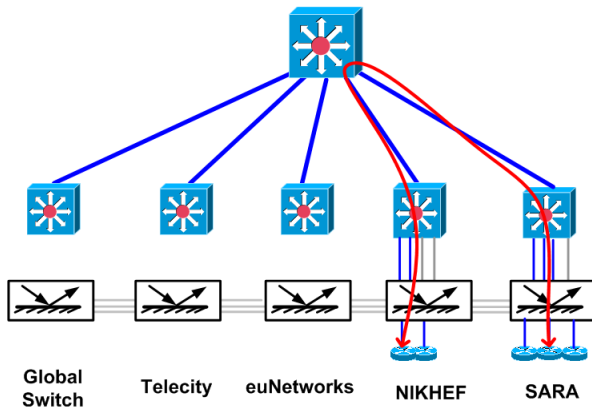 Global
Switch
Telecity
euNetworks
NIKHEF
SARA